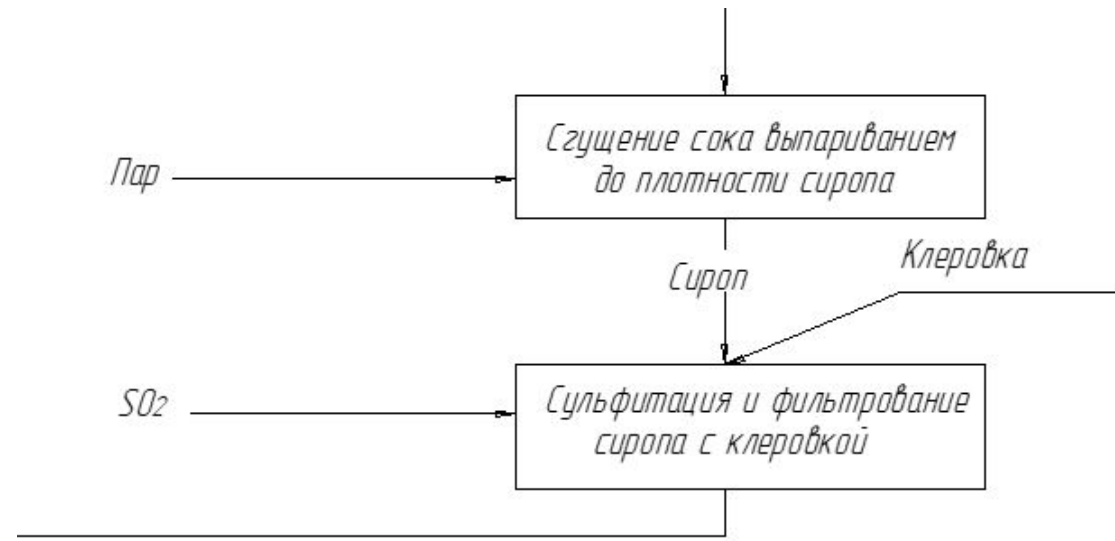 Сгущение сока выпариванием
до плотности сиропа
Пар
Клеровка
Сироп
SO2
Сульфитация и фильтрование
сиропа с клеровкой